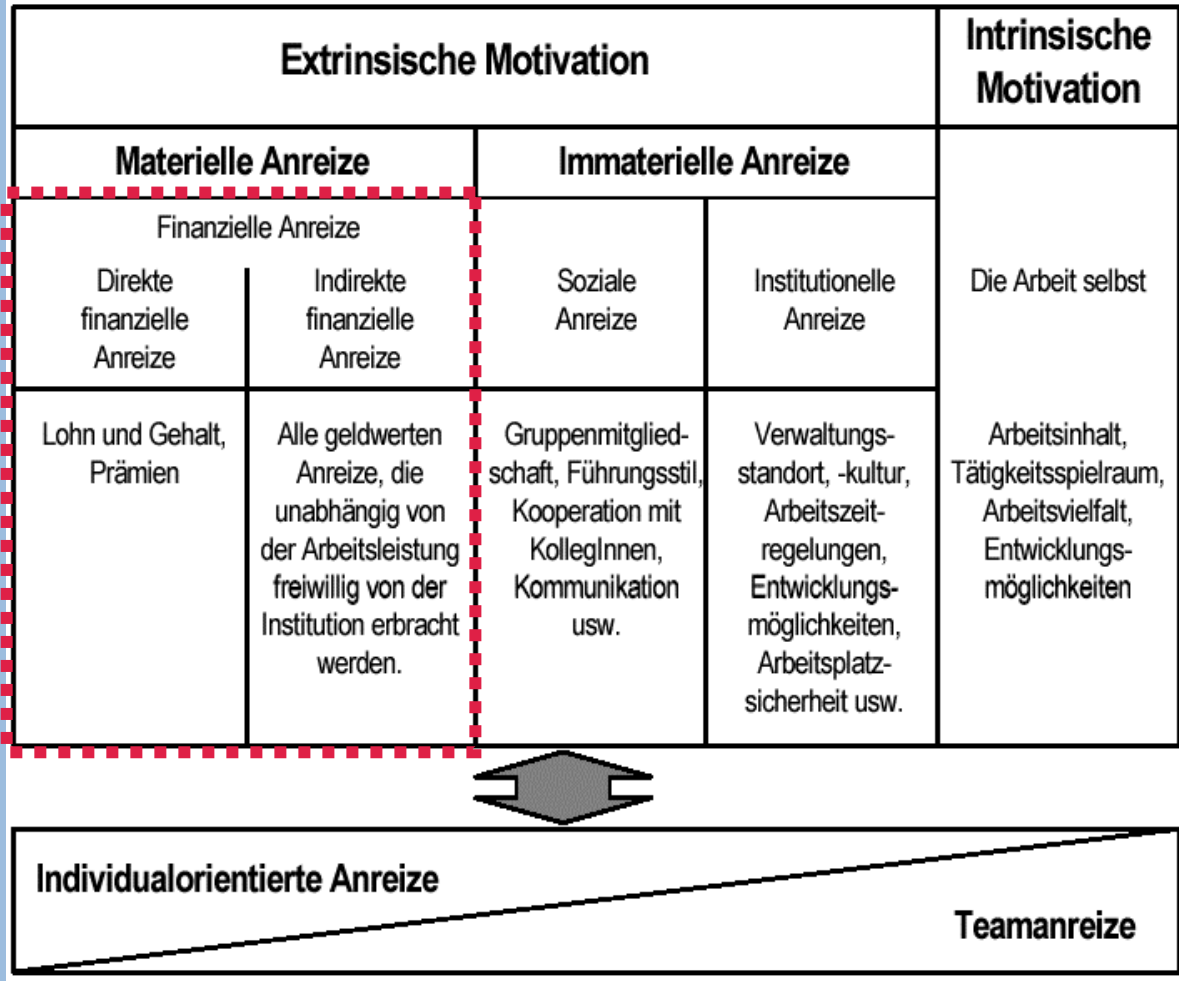 Extrinsische Motivation
Intrinsische
Motivation
Materielle Anreize
Immaterielle Anreize
Finanzielle Anreize
Direkte
finanzielle
Anreize
Indirekte
finanzielle
Anreize
Soziale
Anreize
Institutionelle
Anreize
Die Arbeit selbst
Lohn und Gehalt,
Prämien
Alle geldwerten
Anreize, die
unabhängig von
der Arbeitsleistung
freiwillig von der
Institution erbracht
werden.
Gruppenmitglied-
schaft, Führungsstil,
Kooperation mit
KollegInnen,
Kommunikation
usw.
Verwaltungs-
standort, -kultur,
Arbeitszeit-
regelungen,
Entwicklungs-
möglichkeiten,
Arbeitsplatz-
sicherheit usw.
Arbeitsinhalt,
Tätigkeitsspielraum,
Arbeitsvielfalt,
Entwicklungs-
möglichkeiten
Individualorientierte Anreize
Teamanreize